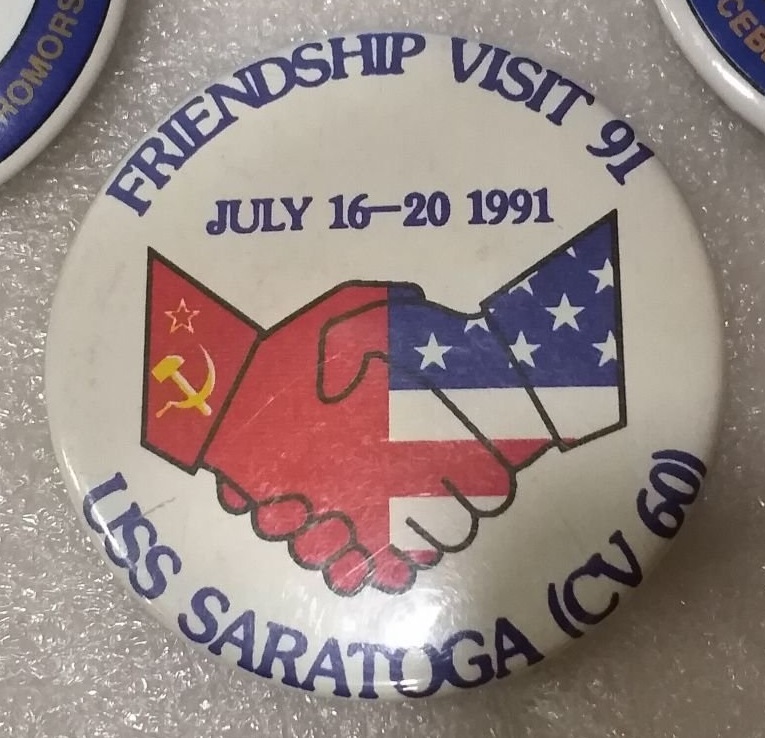 FRIENDSHIP VISIT 91
JULY 16-20 1991
USS SARATOGA (CV 60)